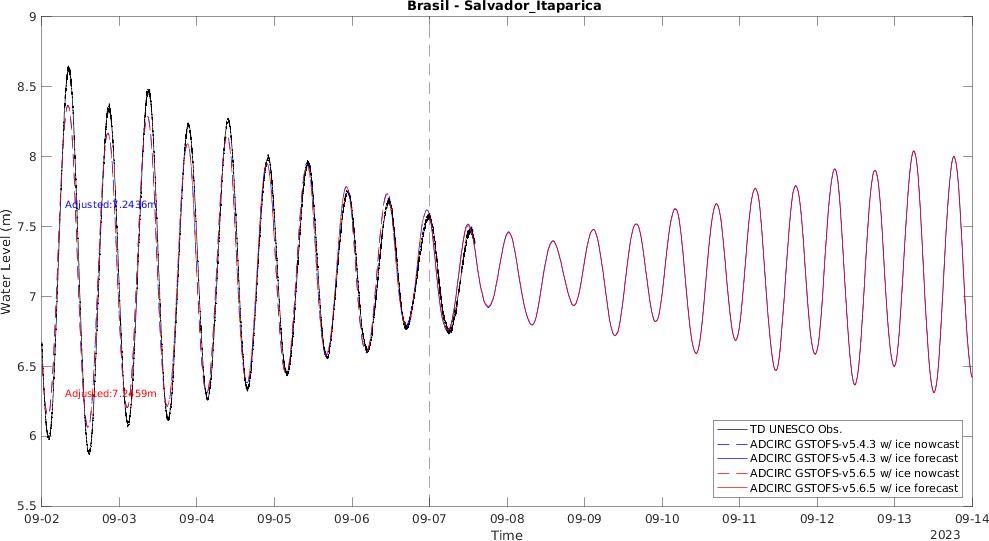 Brasil - Salvador_Itaparica
Water Level (m)
9
8.5
8
7.5
7
6.5
6
5.5
Adjusted:7.2436m
Adjusted:7.2459m
TD UNESCO Obs.
ADCIRC GSTOFS-v5.4.3 w/ ice nowcast
ADCIRC GSTOFS-v5.4.3 w/ ice forecast
ADCIRC GSTOFS-v5.6.5 w/ ice nowcast
ADCIRC GSTOFS-v5.6.5 w/ ice forecast
09-02 09-03 09-04 09-05 09-06 09-07 09-08 09-09 09-10 09-11 09-12 09-13 09-14
Time
2023